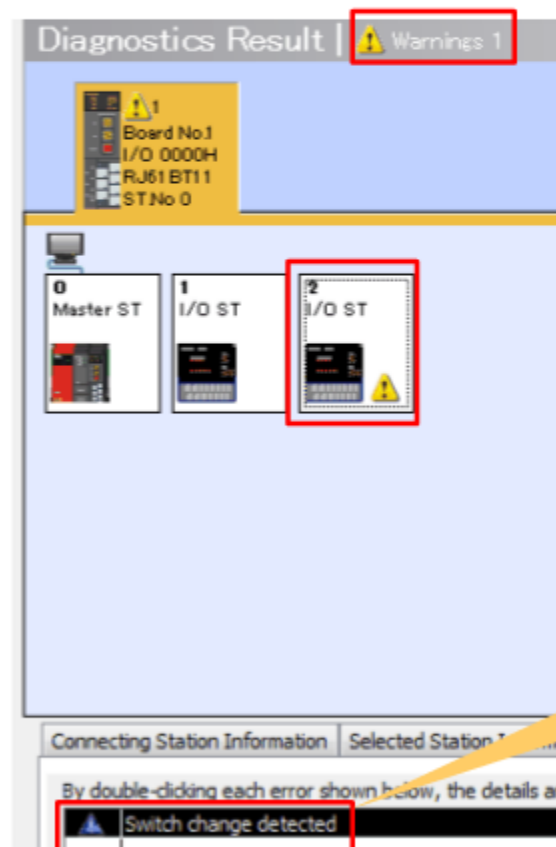 Diagnostics Result | Warnings 1
1
Board No.1
I/O 0000H
RJ61BT11
ST.No 0
0
Master ST
1
I/O ST
2
I/O ST
Connecting Station Information
Selected Station
By double-clicking each error shown below, the details
Switch change detected